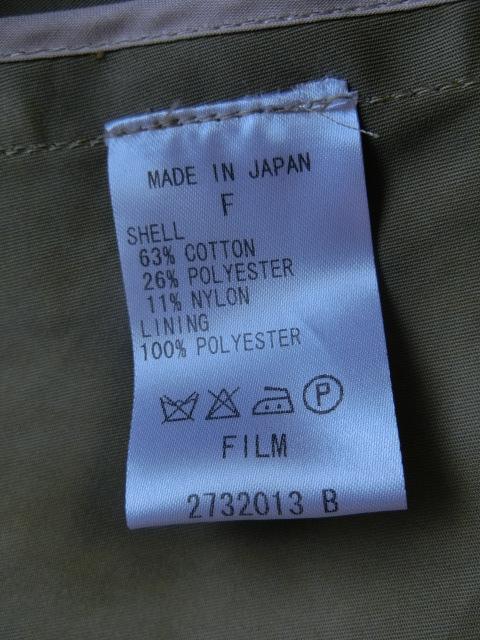 MADE IN JAPAN
F
SHELL
63% COTTON
26% POLYESTER
11% NYLON
LINING
100% POLYESTER
P
FILM
2732013 B